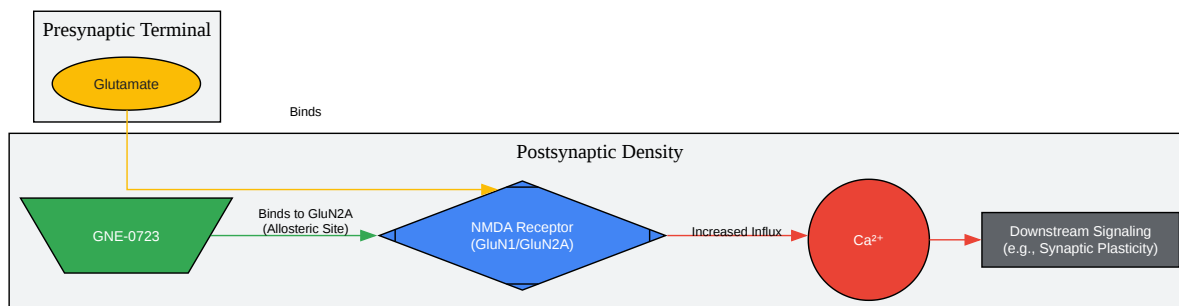 Presynaptic Terminal
Glutamate
Binds
Postsynaptic Density
GNE-0723
Binds to GluN2A
(Allosteric Site)
NMDA Receptor
(GluN1/GluN2A)
Increased Influx
Ca²⁺
Downstream Signaling
(e.g., Synaptic Plasticity)